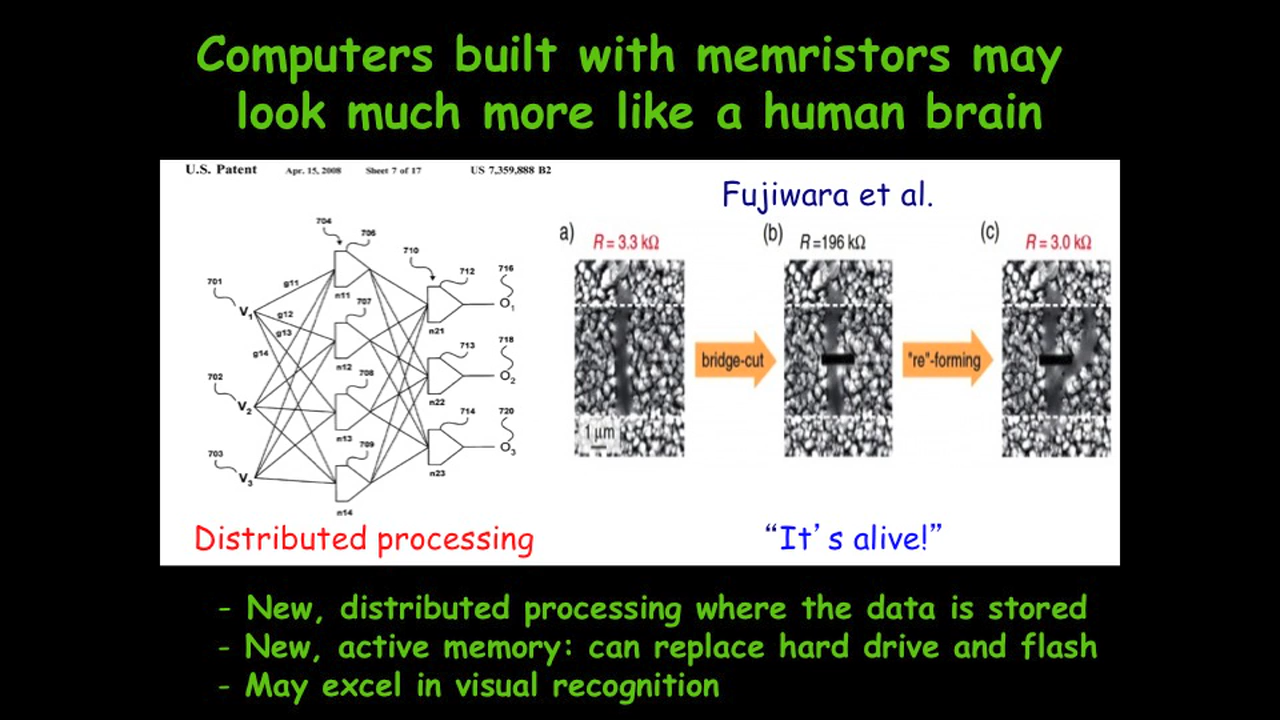 Computers built with memristors may
look much more like a human brain
U.S. Patent Apr. 15, 2008 Sheet 7 of 17 US 7,359,888 B2
704
706
701
V1
g11
g12
g13
g14
n11
707
710
712
716
O1
n21
702
V2
n12
708
713
718
O2
n22
703
V3
n13
709
714
720
O3
n23
n14
Distributed processing
Fujiwara et al.
a) R = 3.3 kΩ
(b) R =196 kΩ
(c) R = 3.0 kΩ
bridge-cut
"re"-forming
1 μm
“It’s alive!”
- New, distributed processing where the data is stored
- New, active memory: can replace hard drive and flash
- May excel in visual recognition